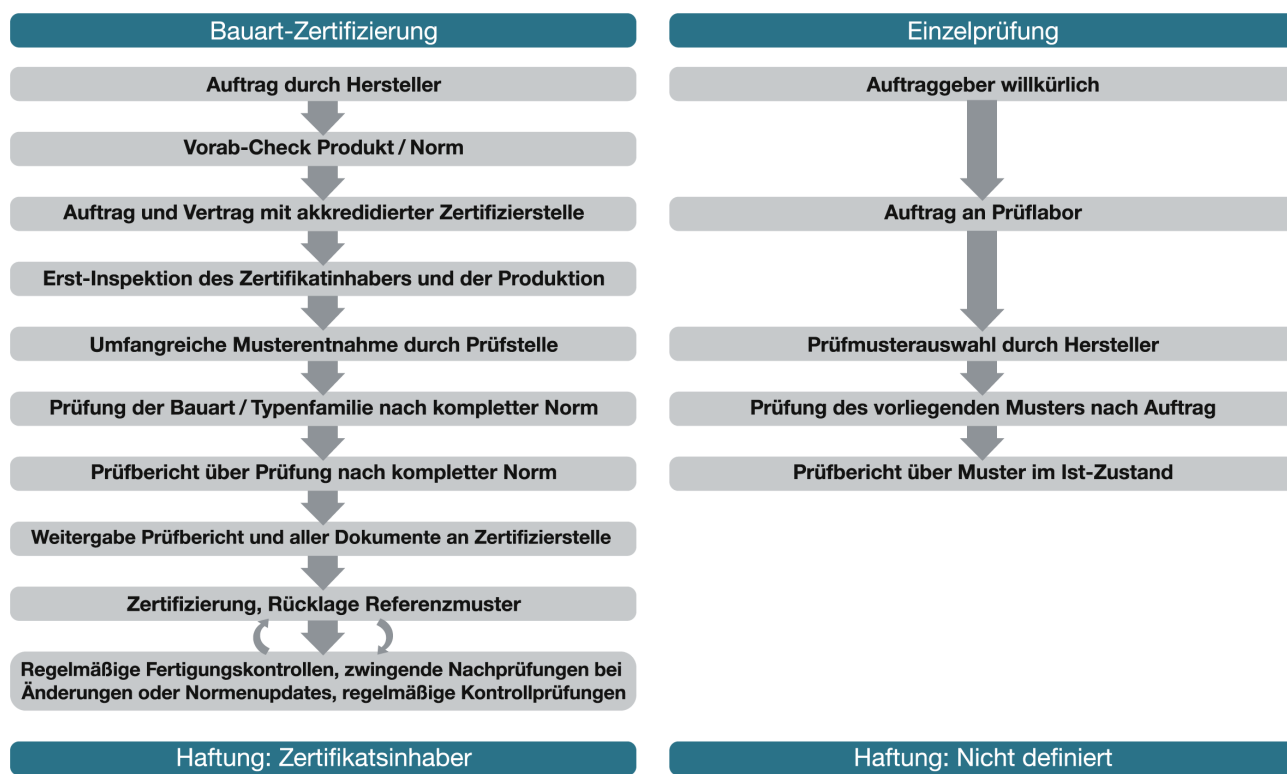 Bauart-Zertifizierung
Auftrag durch Hersteller
Vorab-Check Produkt / Norm
Auftrag und Vertrag mit akkredidierter Zertifizierstelle
Erst-Inspektion des Zertifikatinhabers und der Produktion
Umfangreiche Musterentnahme durch Prüfstelle
Prüfung der Bauart / Typenfamilie nach kompletter Norm
Prüfbericht über Prüfung nach kompletter Norm
Weitergabe Prüfbericht und aller Dokumente an Zertifizierstelle
Zertifizierung, Rücklage Referenzmuster
Regelmäßige Fertigungskontrollen, zwingende Nachprüfungen bei
Änderungen oder Normenupdates, regelmäßige Kontrollprüfungen
Haftung: Zertifikatsinhaber
Einzelprüfung
Auftraggeber willkürlich
Auftrag an Prüflabor
Prüfmusterauswahl durch Hersteller
Prüfung des vorliegenden Musters nach Auftrag
Prüfbericht über Muster im Ist-Zustand
Haftung: Nicht definiert